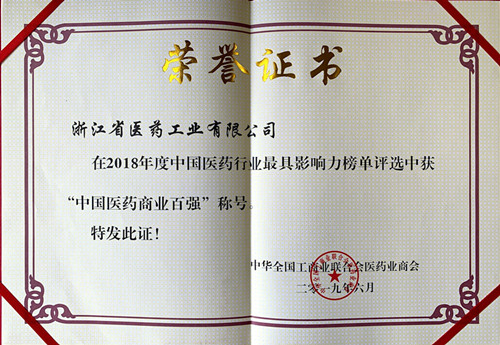 荣誉证书
浙江省医药工业有限公司
在2018年度中国医药行业最具影响力榜单评选中获
“中国医药商业百强”称号。
特发此证！
中华全国工商业联合会医药业商会
二〇一九年六月